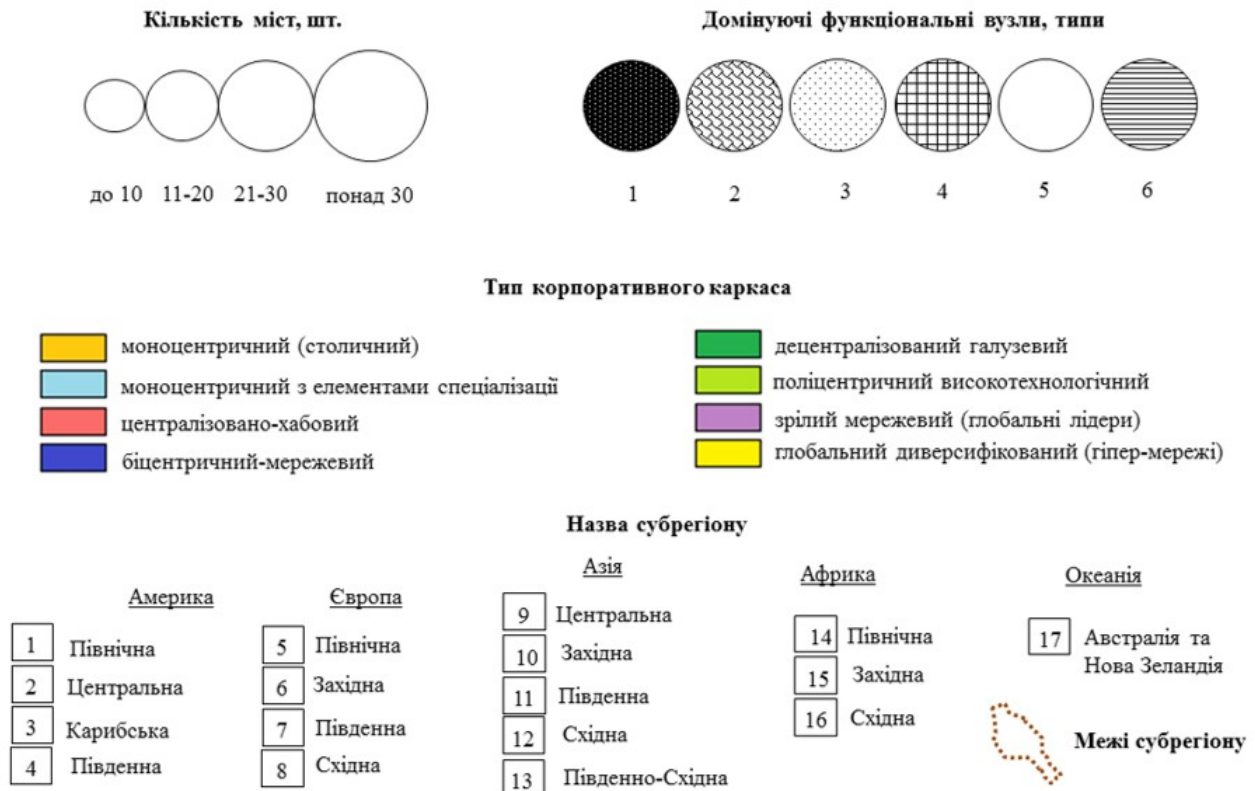 Кількість міст, шт.
Домінуючі функціональні вузли, типи
до 10 11-20 21-30 понад 30
1 2 3 4 5 6
Тип корпоративного каркаса
моноцентричний (столичний)
моноцентричний з елементами спеціалізації
централізовано-хабовий
біцентричний-мережевий
децентралізований галузевий
поліцентричний високотехнологічний
зрілий мережевий (глобальні лідери)
глобальний диверсифікований (гіпер-мережі)
Назва субрегіону
Америка
1 Північна
2 Центральна
3 Карибська
4 Південна
Європа
5 Північна
6 Західна
7 Південна
8 Східна
Азія
9 Центральна
10 Західна
11 Південна
12 Східна
13 Південно-Східна
Африка
14 Північна
15 Західна
16 Східна
Океанія
17 Австралія та
Нова Зеландія
Межі субрегіону